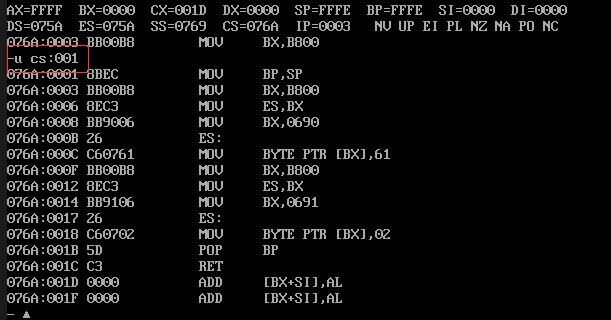 AX=FFFF BX=0000 CX=001D DX=0000 SP=FFFE BP=FFFE SI=0000 DI=0000
DS=075A ES=075A SS=0769 CS=076A IP=0003 NV UP EI PL NZ NA PO NC
076A:0003 BB00B8 MOV BX,B800
-u cs:001
076A:0001 8BEC MOV BP,SP
076A:0003 BB00B8 MOV BX,B800
076A:0006 8EC3 MOV ES,BX
076A:0008 BB9006 MOV BX,0690
076A:000B 26 ES:
076A:000C C60761 MOV BYTE PTR [BX],61
076A:000F BB00B8 MOV BX,B800
076A:0012 8EC3 MOV ES,BX
076A:0014 BB9106 MOV BX,0691
076A:0017 26 ES:
076A:0018 C60702 MOV BYTE PTR [BX],02
076A:001B 5D POP BP
076A:001C C3 RET
076A:001D 0000 ADD [BX+SI],AL
076A:001F 0000 ADD [BX+SI],AL
-